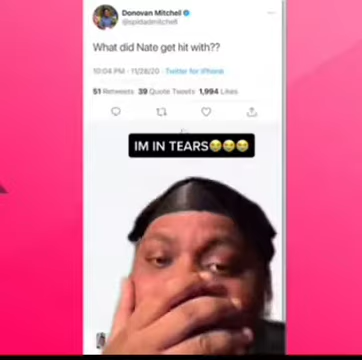 Donovan Mitchell
@spidadmitchell
What did Nate get hit with??
10:04 PM · 11/28/20 · Twitter for iPhone
51 Retweets 39 Quote Tweets 1,994 Likes
IM IN TEARS😭😭😭